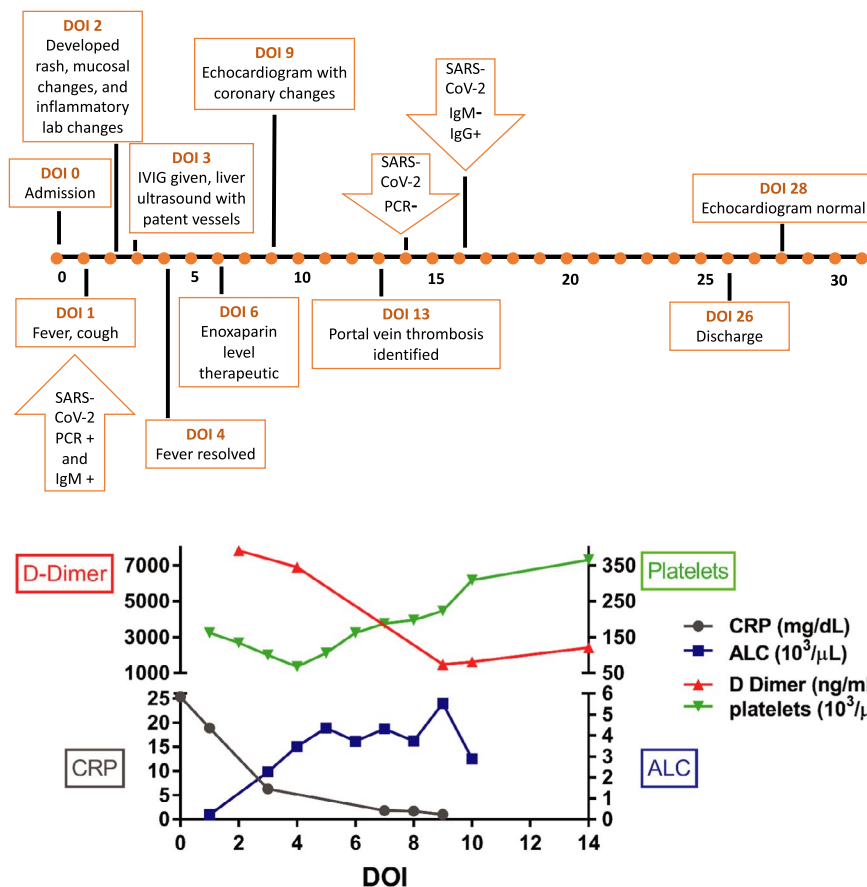 DOI 2
Developed
rash, mucosal
changes, and
inflammatory
lab changes
DOI 9
Echocardiogram with
coronary changes
SARS-
CoV-2
IgM-
IgG+
DOI 0
Admission
DOI 3
IVIG given, liver
ultrasound with
patent vessels
SARS-
CoV-2
PCR-
DOI 28
Echocardiogram normal
0 5 10 15 20 25 30
DOI 1
Fever, cough
DOI 6
Enoxaparin
level
therapeutic
DOI 13
Portal vein thrombosis
identified
DOI 26
Discharge
SARS-
CoV-2
PCR +
and
IgM +
DOI 4
Fever resolved
D-Dimer
7000
5000
3000
1000
350
250
150
50
Platelets
CRP
25
20
15
10
5
0
6
5
4
3
2
1
0
ALC
0 2 4 6 8 10 12 14
DOI
CRP (mg/dL)
ALC (10³/μL)
D Dimer (ng/ml
platelets (10³/μ